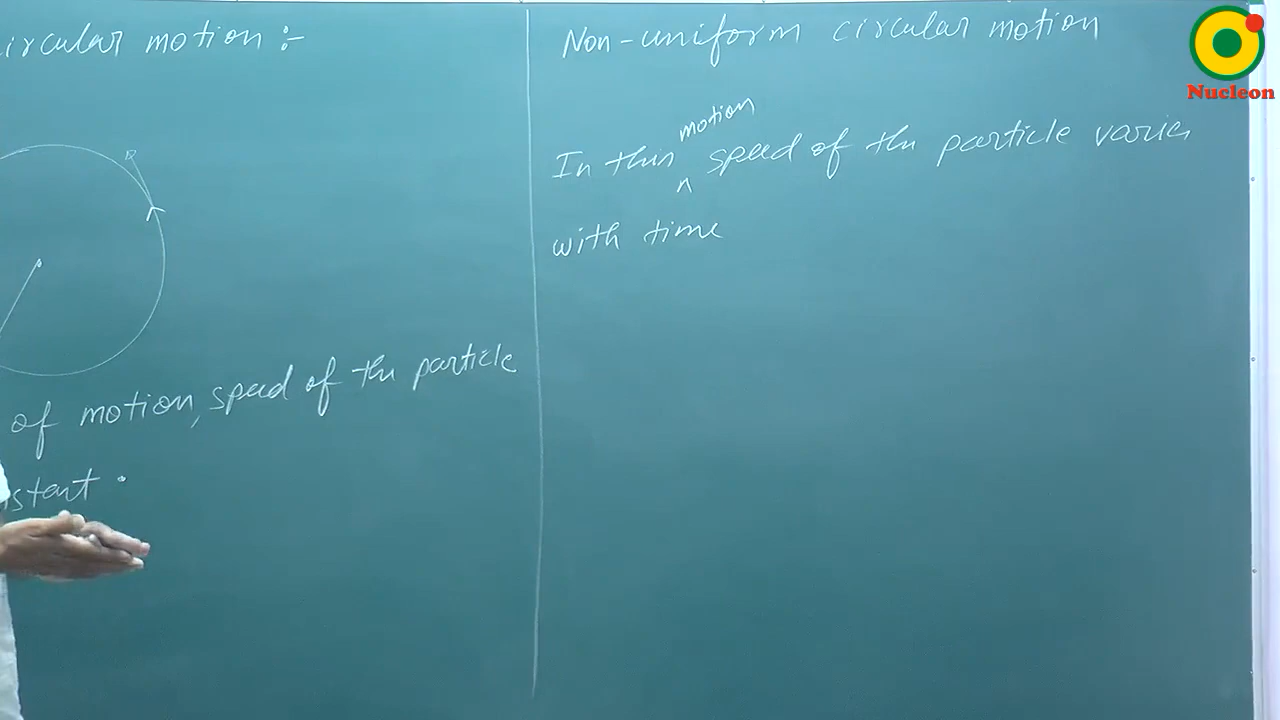 ircular motion :-
of motion, speed of the particle
stant.
Non-uniform circular motion
In this motion speed of the particle varies
with time
Nucleon